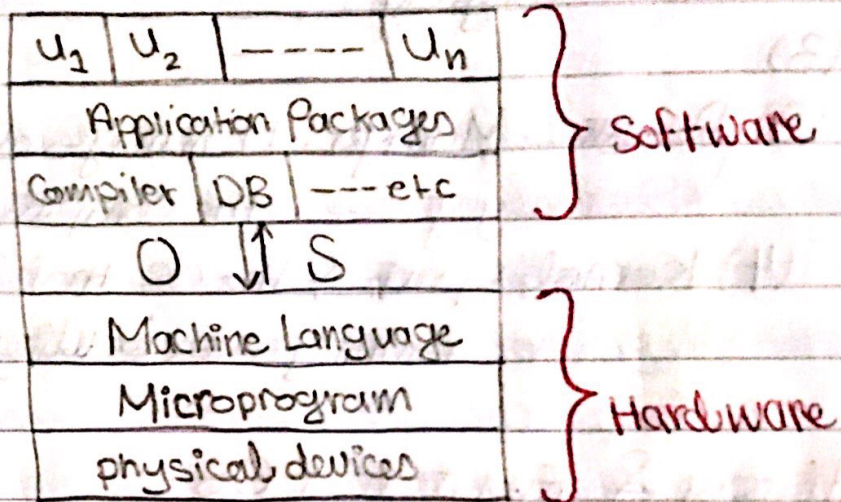 U1 U2 ---- Un
Application Packages
Software
Compiler DB ---etc
O S
Machine Language
Microprogram
Hardware
physical devices